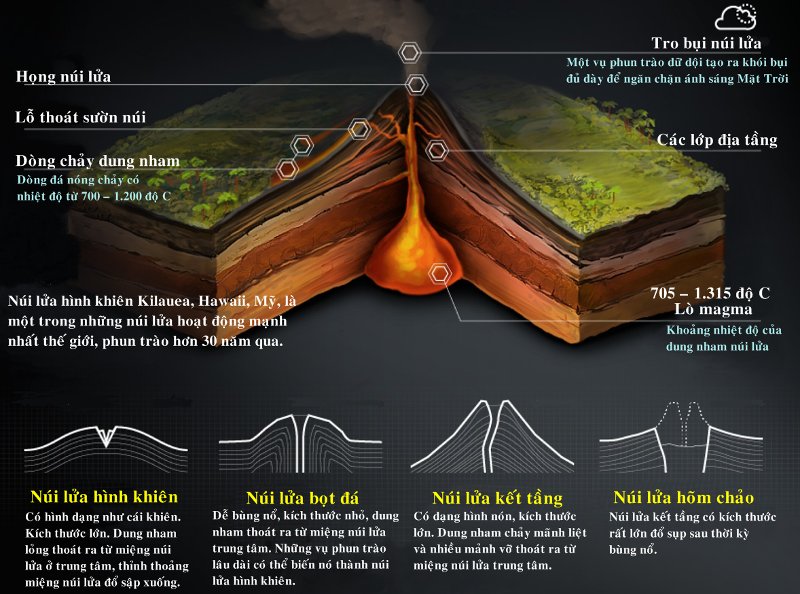 Tro bụi núi lửa
Một vụ phun trào dữ dội tạo ra khói bụi
đủ dày để ngăn chặn ánh sáng Mặt Trời
Họng núi lửa
Lỗ thoát sườn núi
Các lớp địa tầng
Dòng chảy dung nham
Dòng đá nóng chảy có
nhiệt độ từ 700 – 1.200 độ C
Núi lửa hình khiên Kilauea, Hawaii, Mỹ, là
một trong những núi lửa hoạt động mạnh
nhất thế giới, phun trào hơn 30 năm qua.
705 – 1.315 độ C
Lò magma
Khoảng nhiệt độ của
dung nham núi lửa
Núi lửa hình khiên
Có hình dạng như cái khiên.
Kích thước lớn. Dung nham
lỏng thoát ra từ miệng núi
lửa ở trung tâm, thỉnh thoảng
miệng núi lửa đổ sập xuống.
Núi lửa bọt đá
Dễ bùng nổ, kích thước nhỏ, dung
nham thoát ra từ miệng núi lửa
trung tâm. Những vụ phun trào
lâu dài có thể biến nó thành núi
lửa hình khiên.
Núi lửa kết tầng
Có dạng hình nón, kích thước
lớn. Dung nham chảy mãnh liệt
và nhiều mảnh vỡ thoát ra từ
miệng núi lửa trung tâm.
Núi lửa hõm chảo
Núi lửa kết tầng có kích thước
rất lớn đổ sụp sau thời kỳ
bùng nổ.